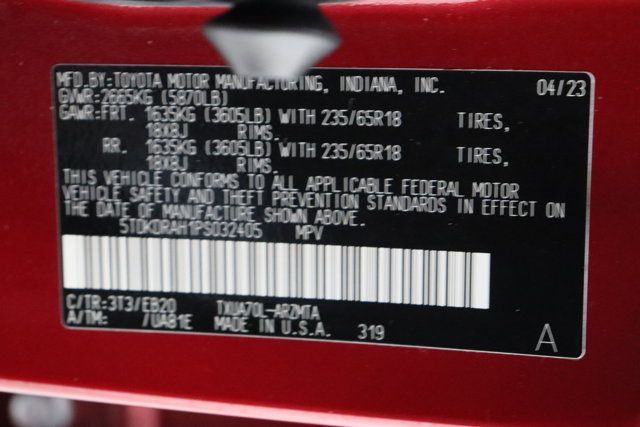 MFD.BY:TOYOTA MOTOR MANUFACTURING, INDIANA, INC. 04/23
GVWR:2665KG (5870LB)
GAWR:FRT. 1635KG (3605LB) WITH 235/65R18 TIRES,
18X8J RIMS.
RR. 1635KG (3605LB) WITH 235/65R18 TIRES,
18X8J RIMS.
THIS VEHICLE CONFORMS TO ALL APPLICABLE FEDERAL MOTOR
VEHICLE SAFETY AND THEFT PREVENTION STANDARDS IN EFFECT ON
THE DATE OF MANUFACTURE SHOWN ABOVE.
5TDKDRAH1PS032405 MPV
C/TR:3T3/EB20 TXUA70L-ARZMTA
A/TM: /UA81E MADE IN U.S.A. 319
A